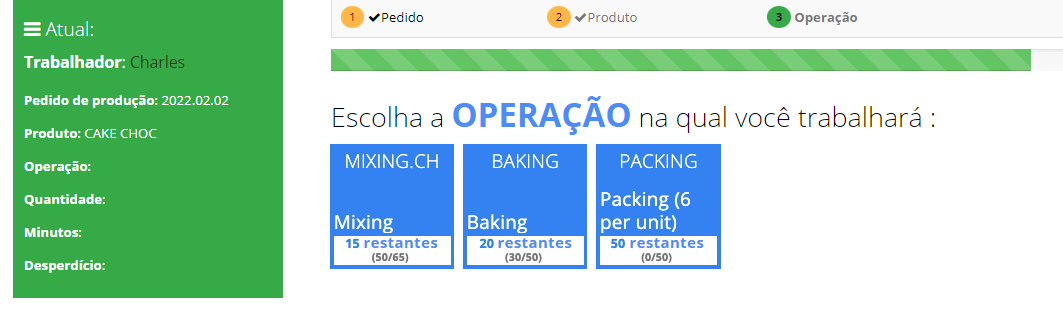 Atual:
Trabalhador: Charles
Pedido de produção: 2022.02.02
Produto: CAKE CHOC
Operação:
Quantidade:
Minutos:
Desperdício:
1 Pedido
2 Produto
3 Operação
Escolha a OPERAÇÃO na qual você trabalhará :
MIXING.CH
Mixing
15 restantes
(50/65)
BAKING
Baking
20 restantes
(30/50)
PACKING
Packing (6
per unit)
50 restantes
(0/50)